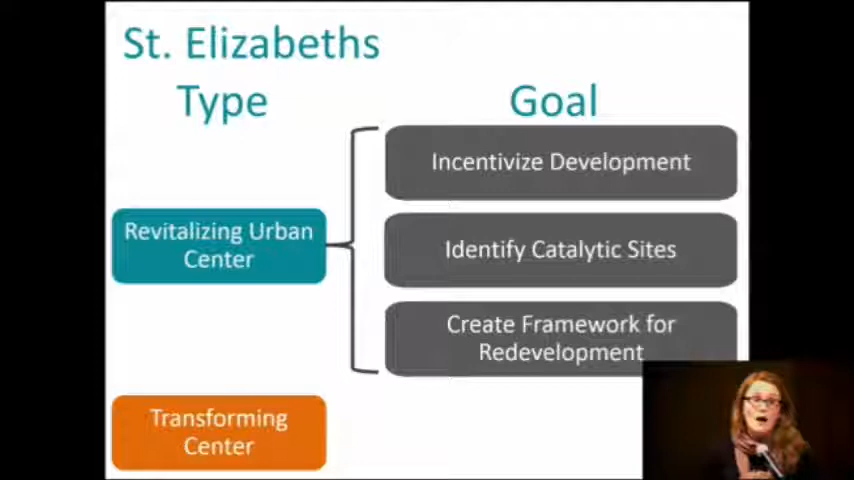 St. Elizabeths
Type
Goal
Incentivize Development
Revitalizing Urban
Center
Identify Catalytic Sites
Create Framework for
Redevelopment
Transforming
Center